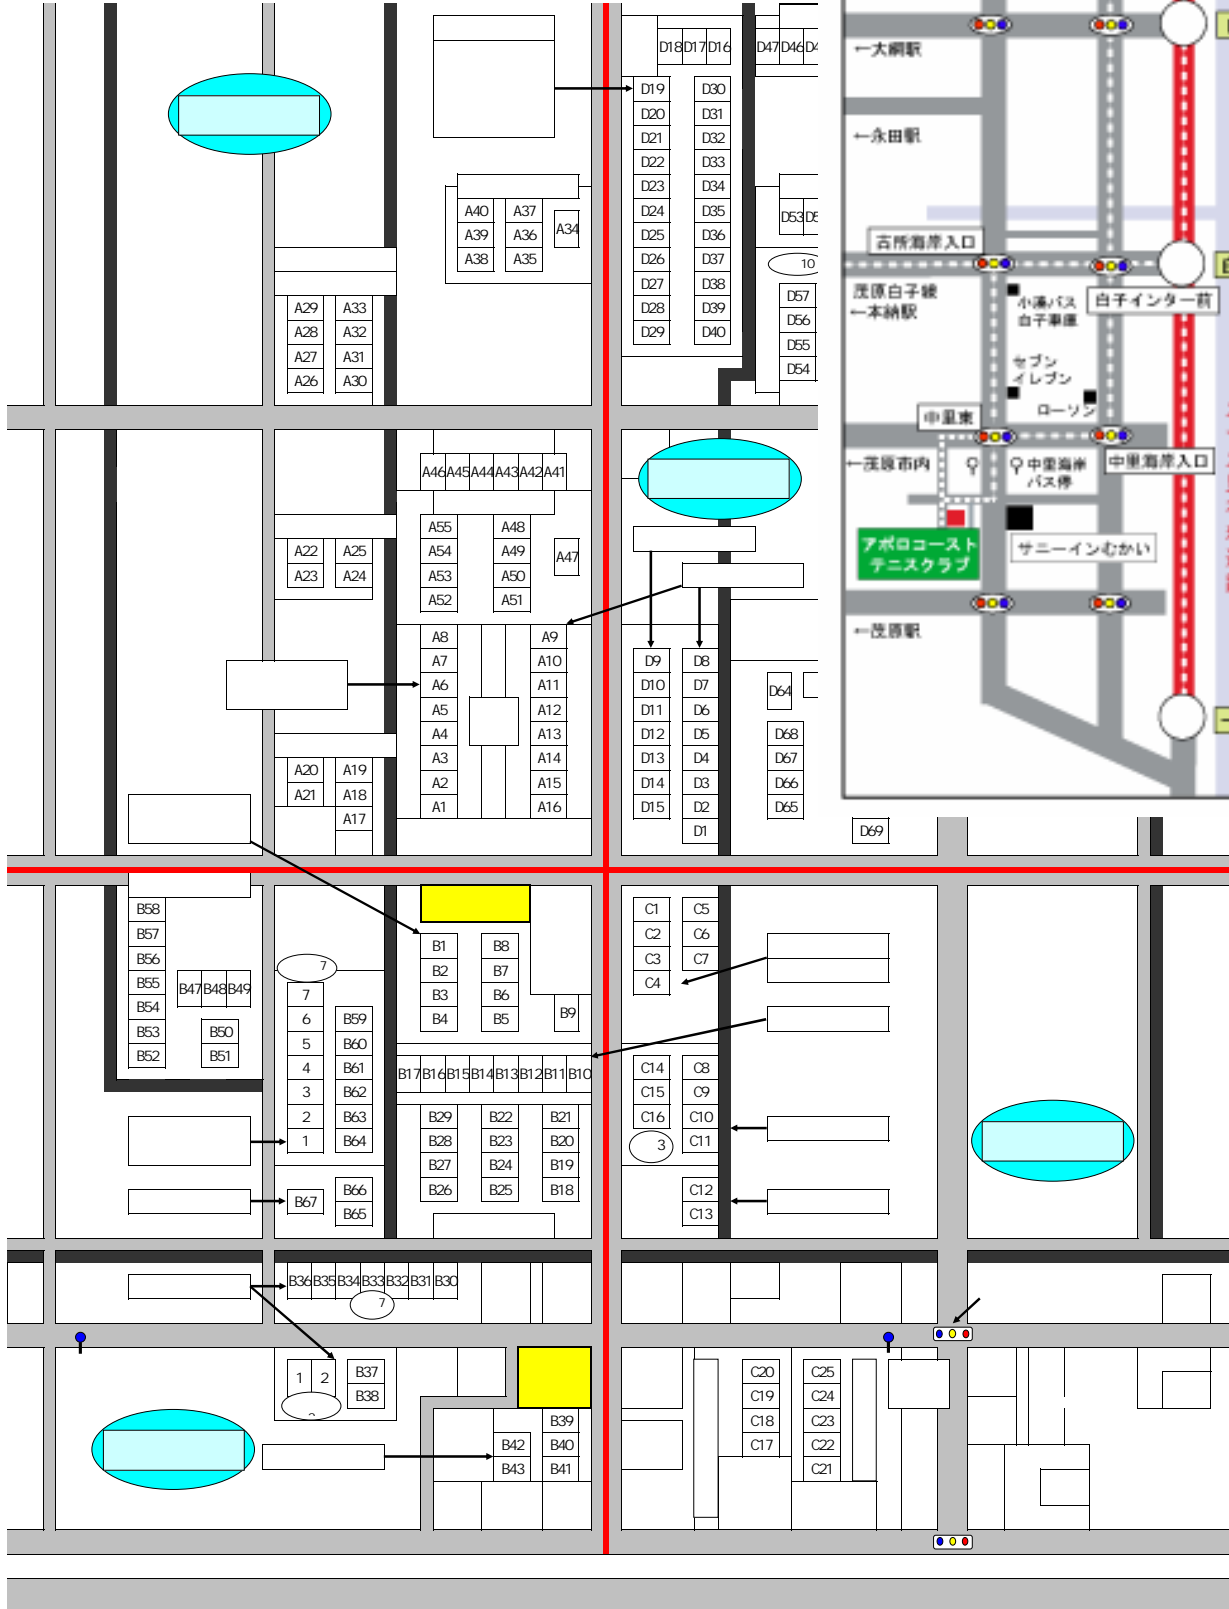 D18 D17 D16
D47 D46
D19 D30
D20 D31
D21 D32
D22 D33
D23 D34
D24 D35
D25 D36
D26 D37
D27 D38
D28 D39
D29 D40
A40 A37
A39 A36
A38 A35
A34
D53
10
D57
D56
D55
D54
A29 A33
A28 A32
A27 A31
A26 A30
←大網駅
←永田駅
古所海岸入口
茂原白子線
←本納駅
小湊バス
白子車庫
白子インター前
セブン
イレブン
ローソン
中里東
←茂原市内
中里海岸
バス停
中里海岸入口
アポロコースト
テニスクラブ
サニーインむかい
←茂原駅
A46 A45 A44 A43 A42 A41
A55 A48
A54 A49
A53 A50
A52 A51
A47
A22 A25
A23 A24
A8 A9
A7 A10
A6 A11
A5 A12
A4 A13
A3 A14
A2 A15
A1 A16
D9 D8
D10 D7
D11 D6
D12 D5
D13 D4
D14 D3
D15 D2
D1
D64
D68
D67
D66
D65
D69
A20 A19
A21 A18
A17
B58
B57
B56
B55
B54
B53
B52
B47 B48 B49
B50
B51
7
7
6
5
4
3
2
1
B59
B60
B61
B62
B63
B64
B1 B8
B2 B7
B3 B6
B4 B5
B9
B17 B16 B15 B14 B13 B12 B11 B10
B29 B22 B21
B28 B23 B20
B27 B24 B19
B26 B25 B18
B67
B66
B65
C1 C5
C2 C6
C3 C7
C4
C14 C8
C15 C9
C16 C10
3 C11
C12
C13
B36 B35 B34 B33 B32 B31 B30
7
1 2
B37
B38
B39
B42 B40
B43 B41
C20 C25
C19 C24
C18 C23
C17 C22
C21